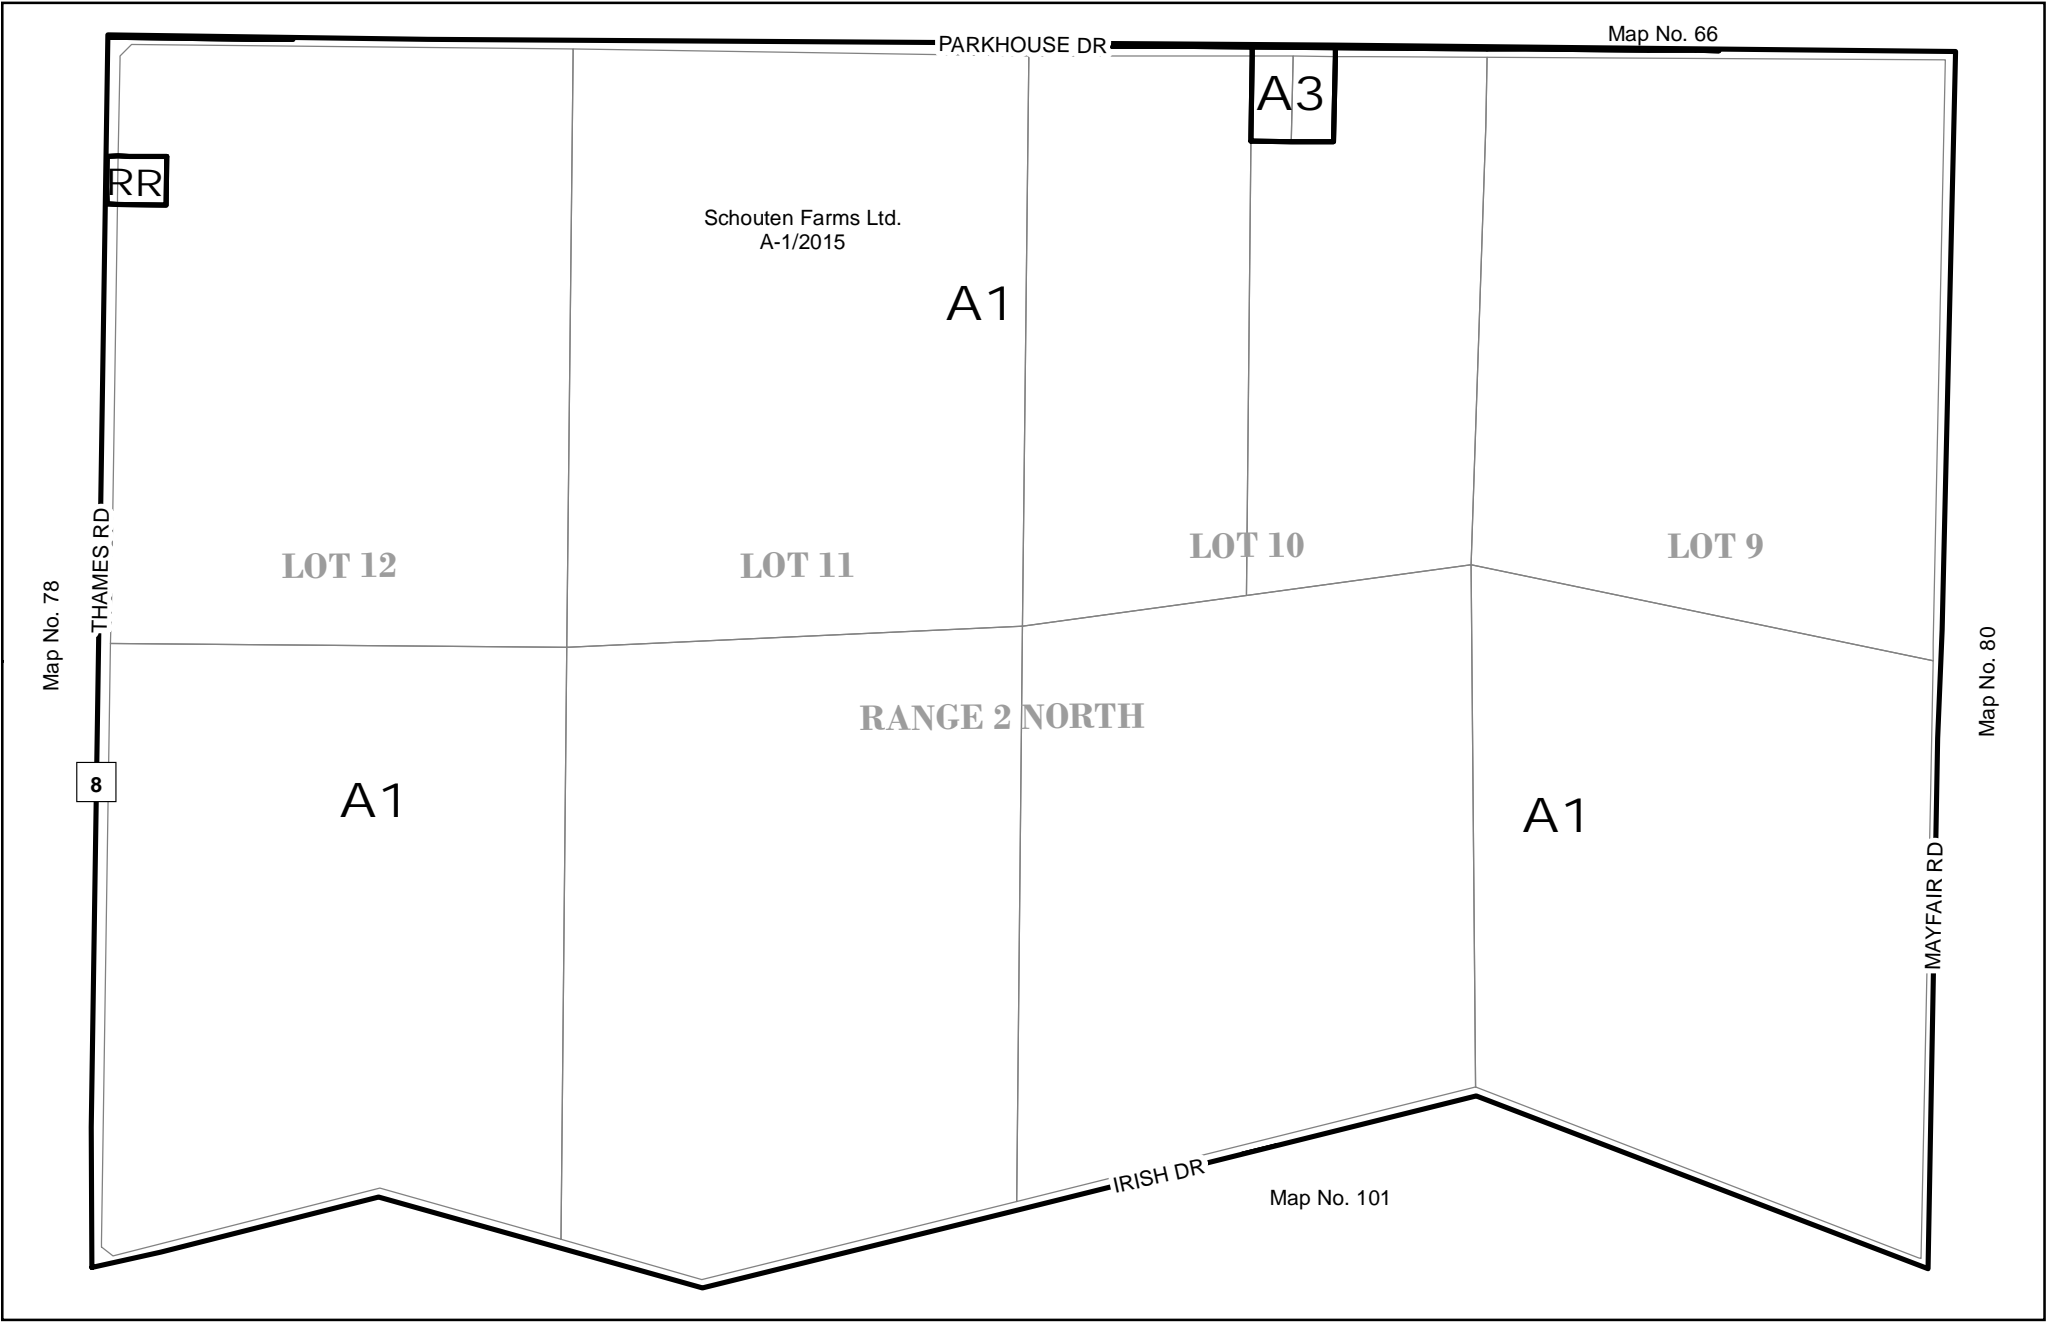 Map No. 66
PARKHOUSE DR
A3
RR
Schouten Farms Ltd.
A-1/2015
A1
THAMES RD
LOT 12
LOT 11
LOT 10
LOT 9
Map No. 78
Map No. 80
RANGE 2 NORTH
8
A1
A1
MAYFAIR RD
IRISH DR
Map No. 101